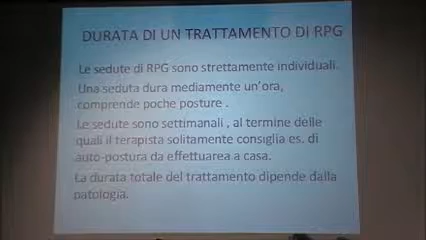 DURATA DI UN TRATTAMENTO DI RPG
Le sedute di RPG sono strettamente individuali.
Una seduta dura mediamente un'ora,
comprende poche posture .
Le sedute sono settimanali , al termine delle
quali il terapista solitamente consiglia es. di
auto-postura da effettuarea a casa.
La durata totale del trattamento dipende dalla
patologia.